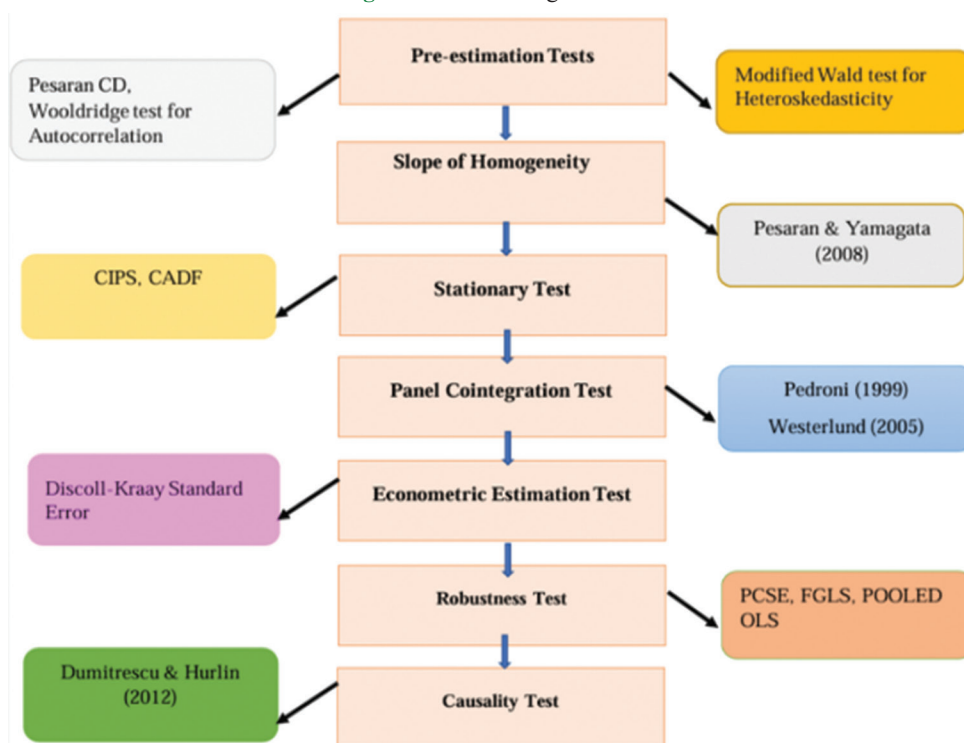 Pre-estimation Tests
Pesaran CD,
Wooldridge test for
Autocorrelation
Modified Wald test for
Heteroskedasticity
Slope of Homogeneity
Pesaran & Yamagata
(2008)
CIPS, CADF
Stationary Test
Panel Cointegration Test
Pedroni (1999)
Westerlund (2005)
Discoll-Kraay Standard
Error
Econometric Estimation Test
Robustness Test
PCSE, FGLS, POOLED
OLS
Dumitrescu & Hurlin
(2012)
Causality Test